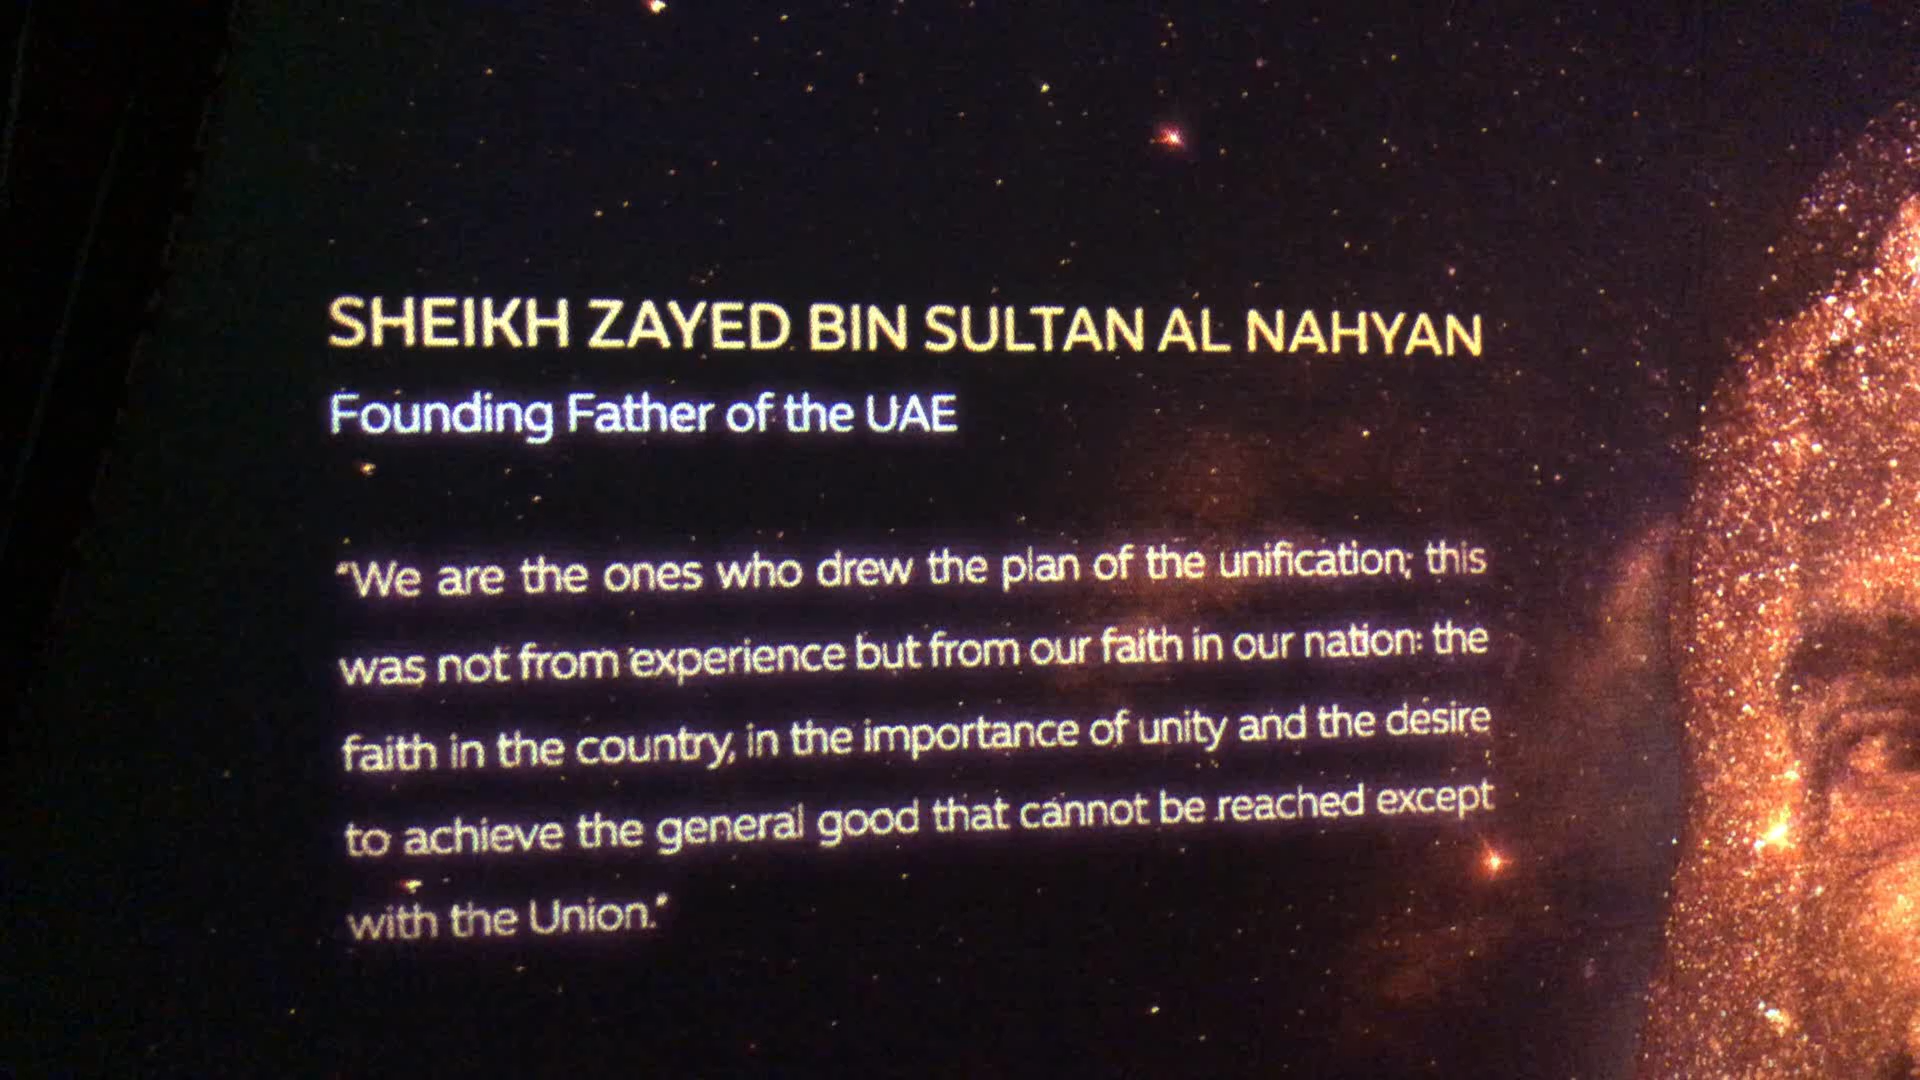 SHEIKH ZAYED BIN SULTAN AL NAHYAN
Founding Father of the UAE
“We are the ones who drew the plan of the unification; this
was not from experience but from our faith in our nation: the
faith in the country, in the importance of unity and the desire
to achieve the general good that cannot be reached except
with the Union.”